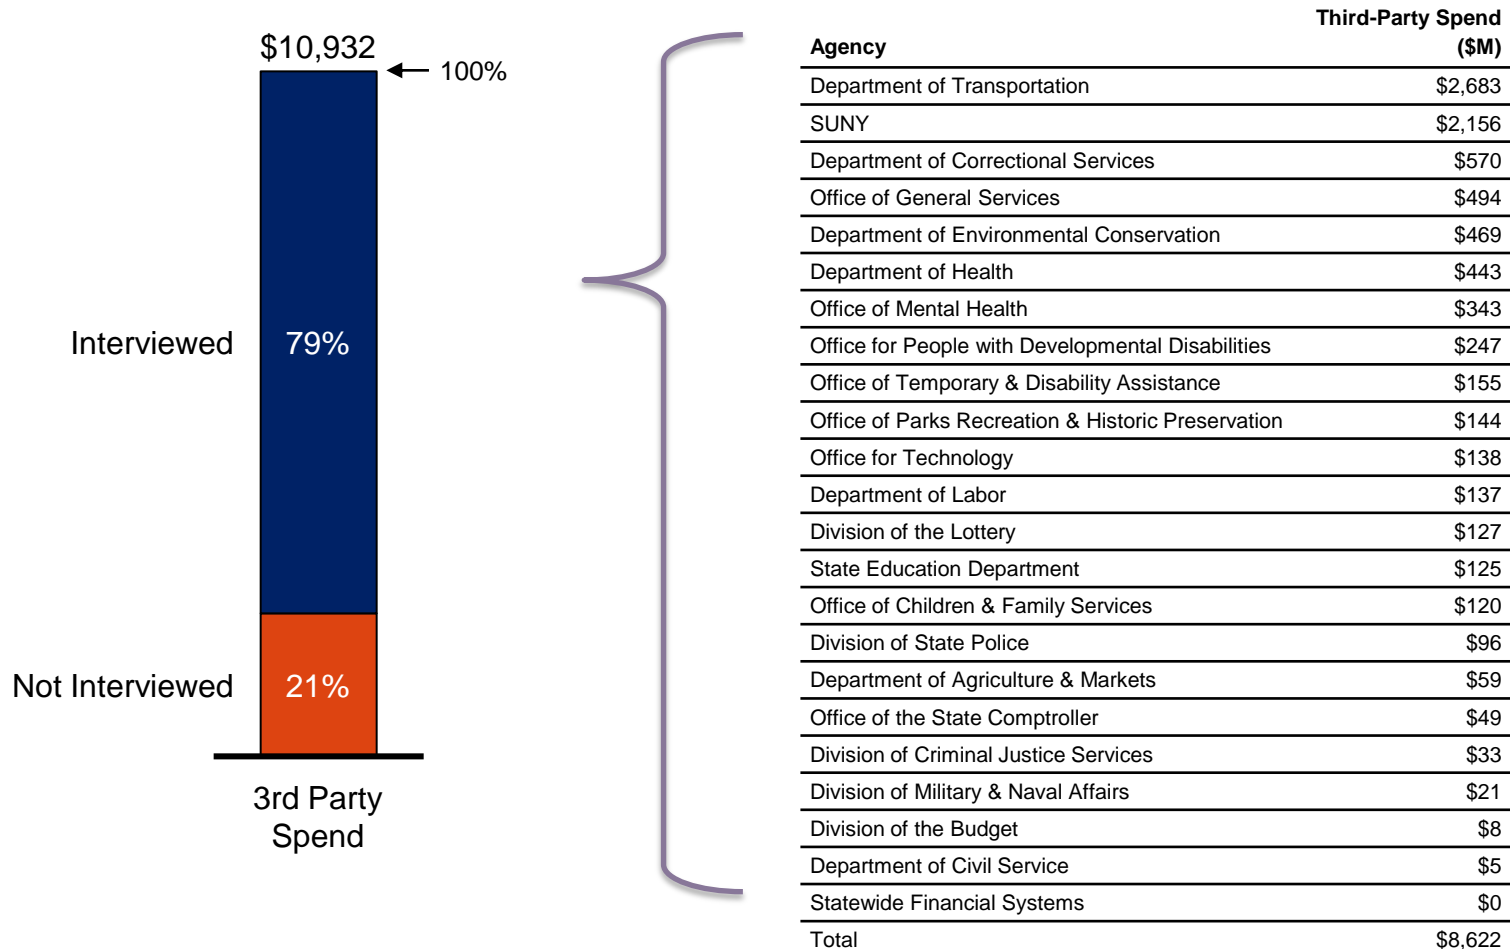 $10,932
100%
Interviewed
79%
Not Interviewed
21%
3rd Party
Spend
Third-Party Spend
Agency ($M)
Department of Transportation $2,683
SUNY $2,156
Department of Correctional Services $570
Office of General Services $494
Department of Environmental Conservation $469
Department of Health $443
Office of Mental Health $343
Office for People with Developmental Disabilities $247
Office of Temporary & Disability Assistance $155
Office of Parks Recreation & Historic Preservation $144
Office for Technology $138
Department of Labor $137
Division of the Lottery $127
State Education Department $125
Office of Children & Family Services $120
Division of State Police $96
Department of Agriculture & Markets $59
Office of the State Comptroller $49
Division of Criminal Justice Services $33
Division of Military & Naval Affairs $21
Division of the Budget $8
Department of Civil Service $5
Statewide Financial Systems $0
Total $8,622